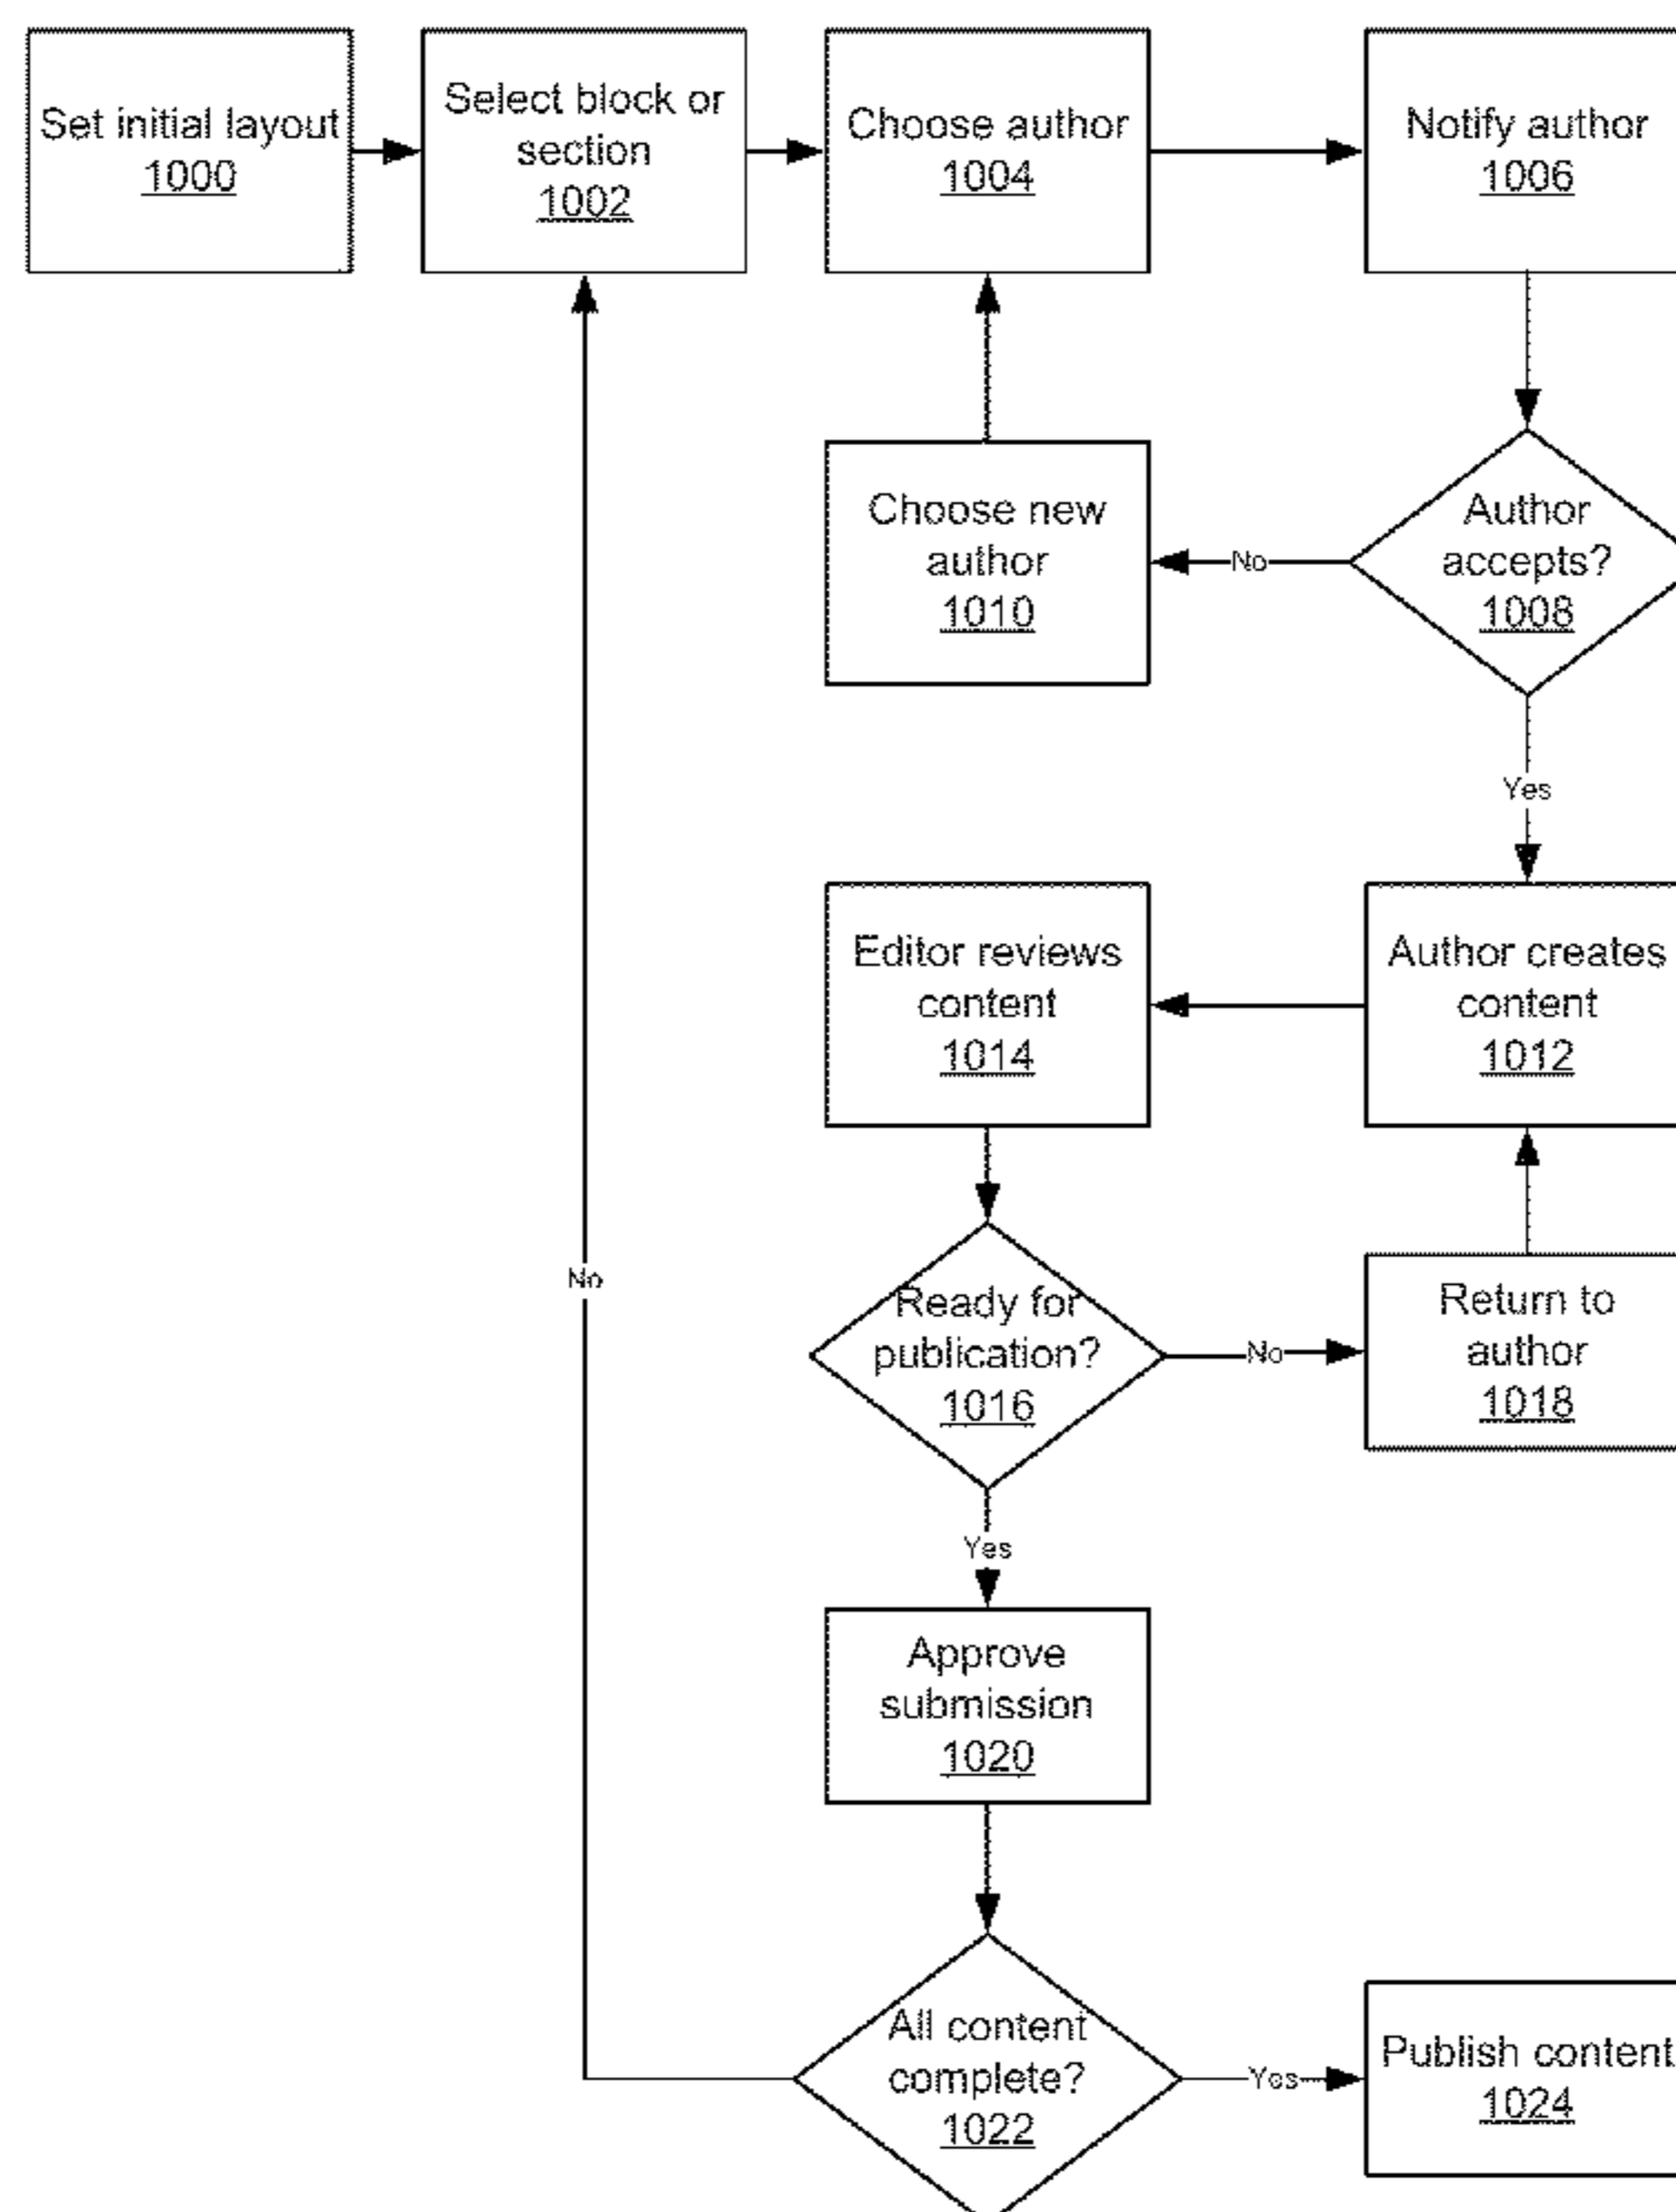 Set initial layout
1000
Select block or
section
1002
Choose author
1004
Notify author
1006
Choose new
author
1010
No
Author
accepts?
1008
Yes
Editor reviews
content
1014
Author creates
content
1012
No
Ready for
publication?
1016
No
Return to
author
1018
Yes
Approve
submission
1020
All content
complete?
1022
Yes
Publish content
1024